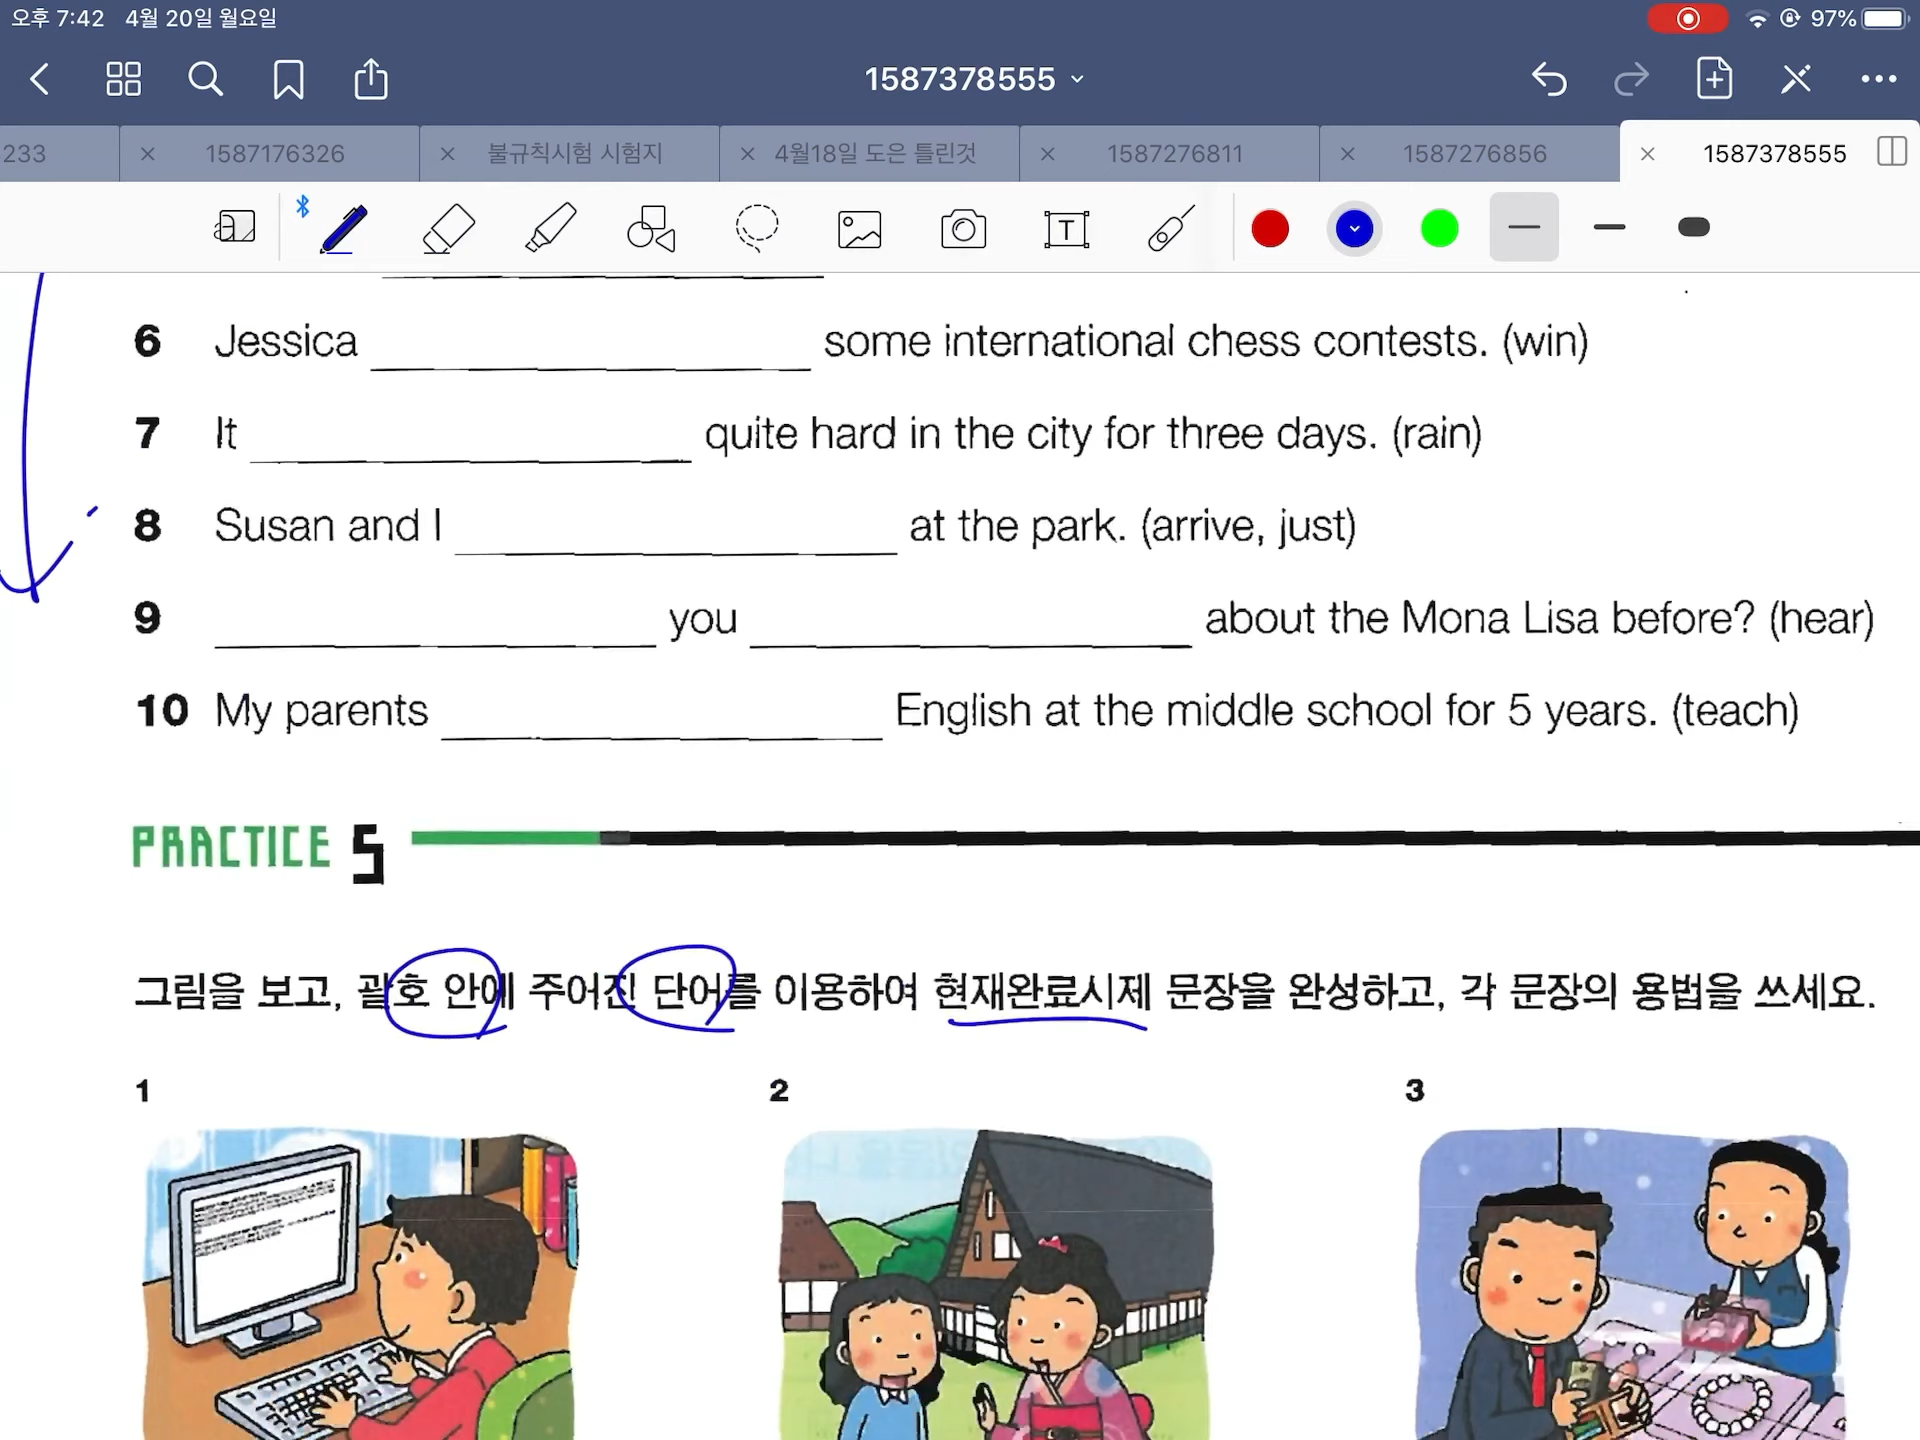 오후 7:42 4월 20일 월요일 97%
1587378555
233 1587176326 불규칙시험 시험지 4월18일 도은 틀린것 1587276811 1587276856 1587378555
6 Jessica ____ some international chess contests. (win)
7 It ____ quite hard in the city for three days. (rain)
8 Susan and I ____ at the park. (arrive, just)
9 ____ you ____ about the Mona Lisa before? (hear)
10 My parents ____ English at the middle school for 5 years. (teach)
PRACTICE 5
그림을 보고, 괄호 안에 주어진 단어를 이용하여 현재완료시제 문장을 완성하고, 각 문장의 용법을 쓰세요.
1 2 3